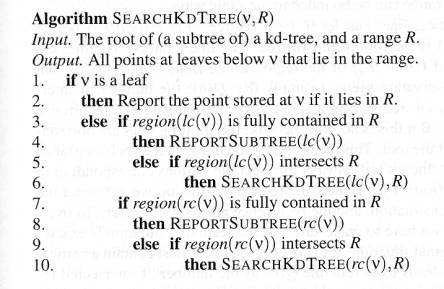 Algorithm SEARCHKDTREE(ν, R)
Input. The root of (a subtree of) a kd-tree, and a range R.
Output. All points at leaves below ν that lie in the range.
1. if ν is a leaf
2. then Report the point stored at ν if it lies in R.
3. else if region(lc(ν)) is fully contained in R
4. then REPORTSUBTREE(lc(ν))
5. else if region(lc(ν)) intersects R
6. then SEARCHKDTREE(lc(ν), R)
7. if region(rc(ν)) is fully contained in R
8. then REPORTSUBTREE(rc(ν))
9. else if region(rc(ν)) intersects R
10. then SEARCHKDTREE(rc(ν), R)